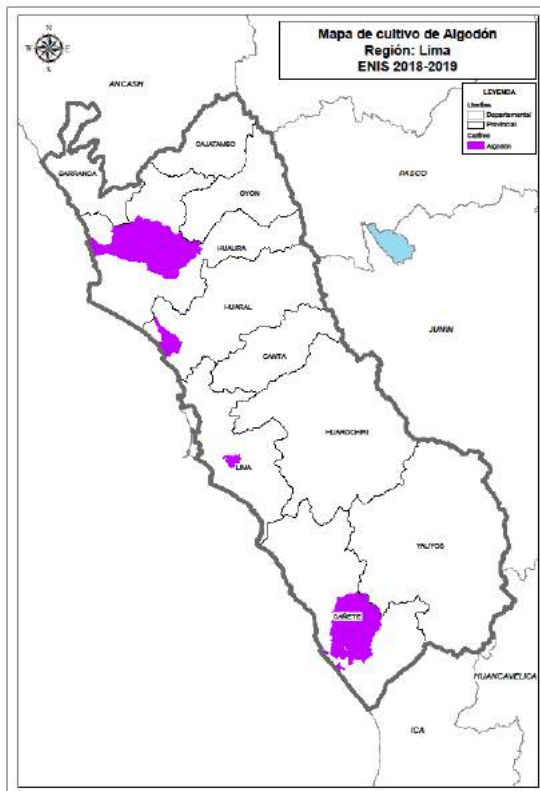 Mapa de cultivo de Algodón
Región: Lima
ENIS 2018-2019
N
W
E
S
LEYENDA
Límites
Departamental
Provincial
Cultivo
Algodón
ANCASH
CAJATAMBO
BARRANCA
OYON
PASCO
HUAURA
HUARAL
JUNIN
CANTA
HUAROCHIRI
LIMA
YAUYOS
CAÑETE
HUANCAVELICA
ICA